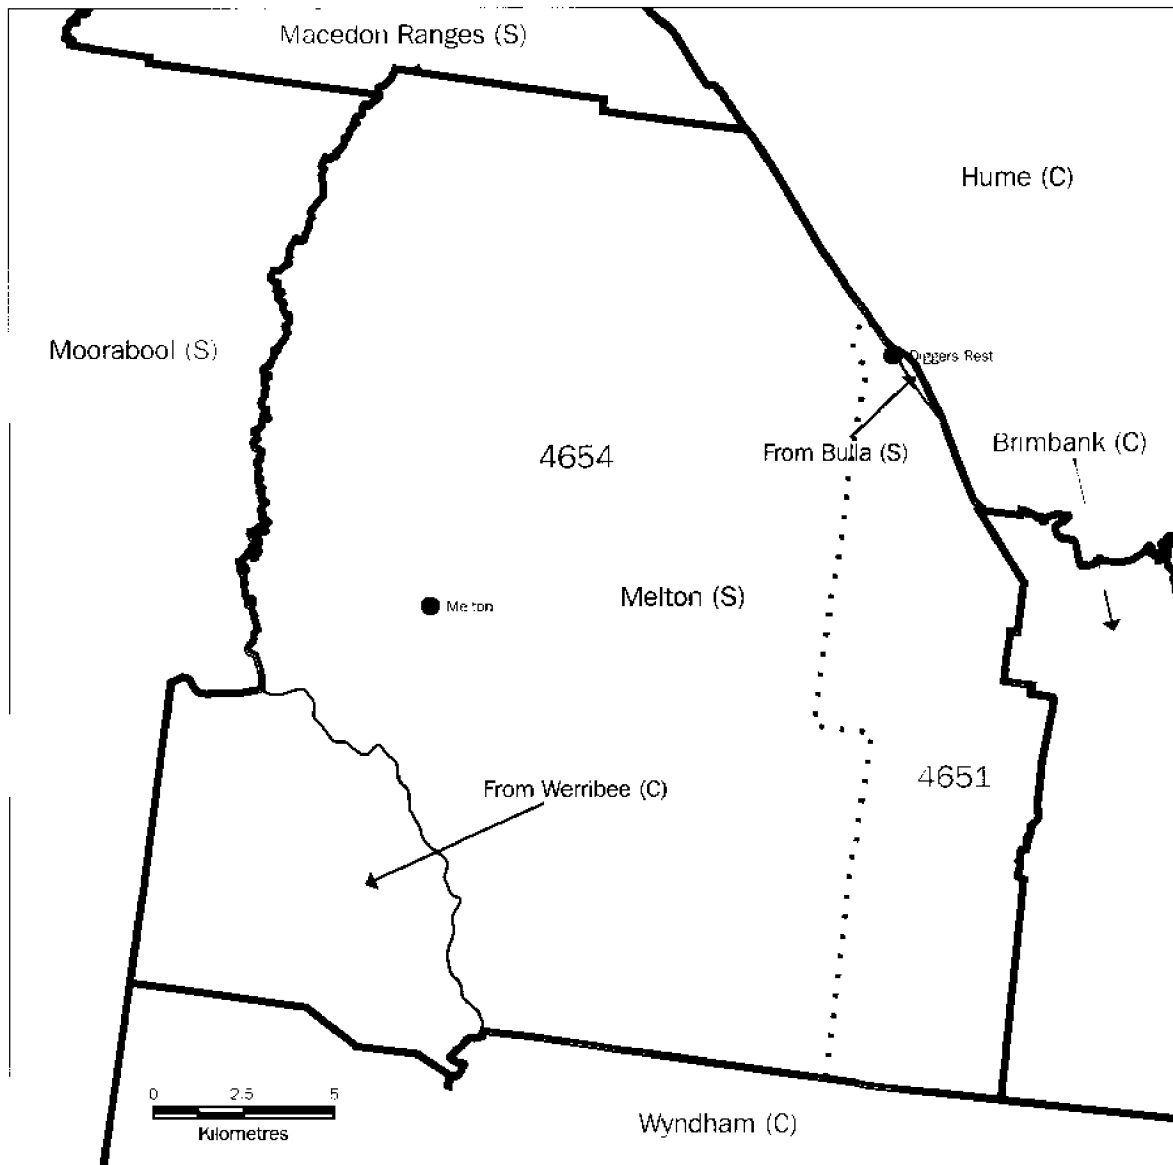 Macedon Ranges (S)
Hume (C)
Moorabool (S)
Diggers Rest
From Bulla (S)
Brimbank (C)
4654
Melton (S)
Melton
4651
From Werribee (C)
0 2.5 5
Kilometres
Wyndham (C)